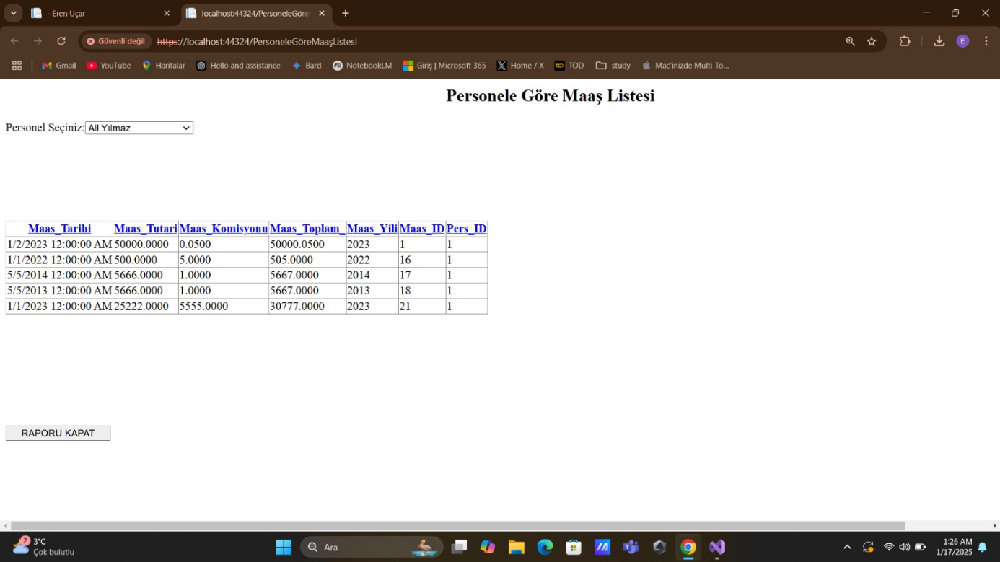 - Eren Uçar
localhost:44324/PersoneleGöre
Güvenli değil https://localhost:44324/PersoneleGöreMaaşListesi
E
Gmail YouTube Haritalar Hello and assistance Bard NotebookLM Giriş | Microsoft 365 Home / X TOD study Mac'inizde Multi-To...
Personele Göre Maaş Listesi
Personel Seçiniz: Ali Yılmaz
Maas_Tarihi Maas_Tutari Maas_Komisyonu Maas_Toplam_ Maas_Yili Maas_ID Pers_ID
1/2/2023 12:00:00 AM 50000.0000 0.0500 50000.0500 2023 1 1
1/1/2022 12:00:00 AM 500.0000 5.0000 505.0000 2022 16 1
5/5/2014 12:00:00 AM 5666.0000 1.0000 5667.0000 2014 17 1
5/5/2013 12:00:00 AM 5666.0000 1.0000 5667.0000 2013 18 1
1/1/2023 12:00:00 AM 25222.0000 5555.0000 30777.0000 2023 21 1
RAPORU KAPAT
2
3°C
Çok bulutlu
Ara
1:26 AM
1/17/2025